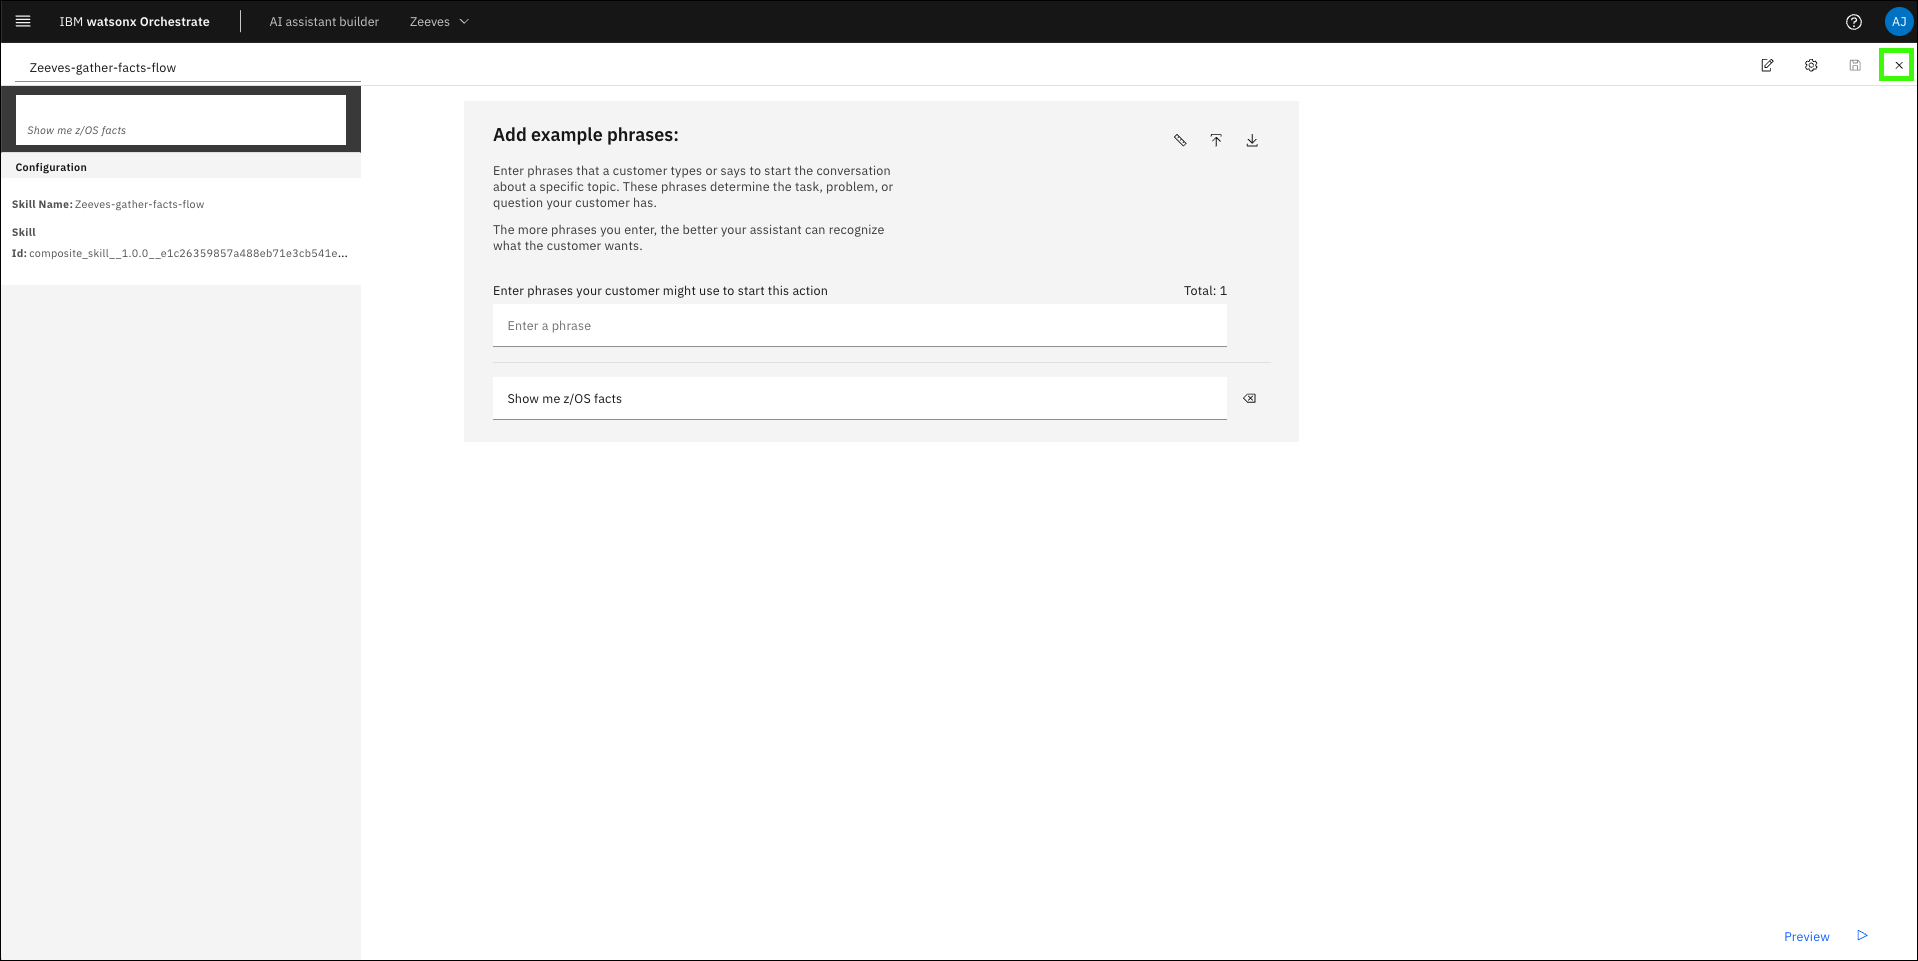 IBM watsonx Orchestrate
AI assistant builder
Zeeves
AJ
Zeeves-gather-facts-flow
Show me z/OS facts
Configuration
Skill Name: Zeeves-gather-facts-flow
Skill
Id: composite_skill__1.0.0__e1c26359857a488eb71e3cb541e...
Add example phrases:
Enter phrases that a customer types or says to start the conversation
about a specific topic. These phrases determine the task, problem, or
question your customer has.
The more phrases you enter, the better your assistant can recognize
what the customer wants.
Enter phrases your customer might use to start this action
Total: 1
Enter a phrase
Show me z/OS facts
Preview